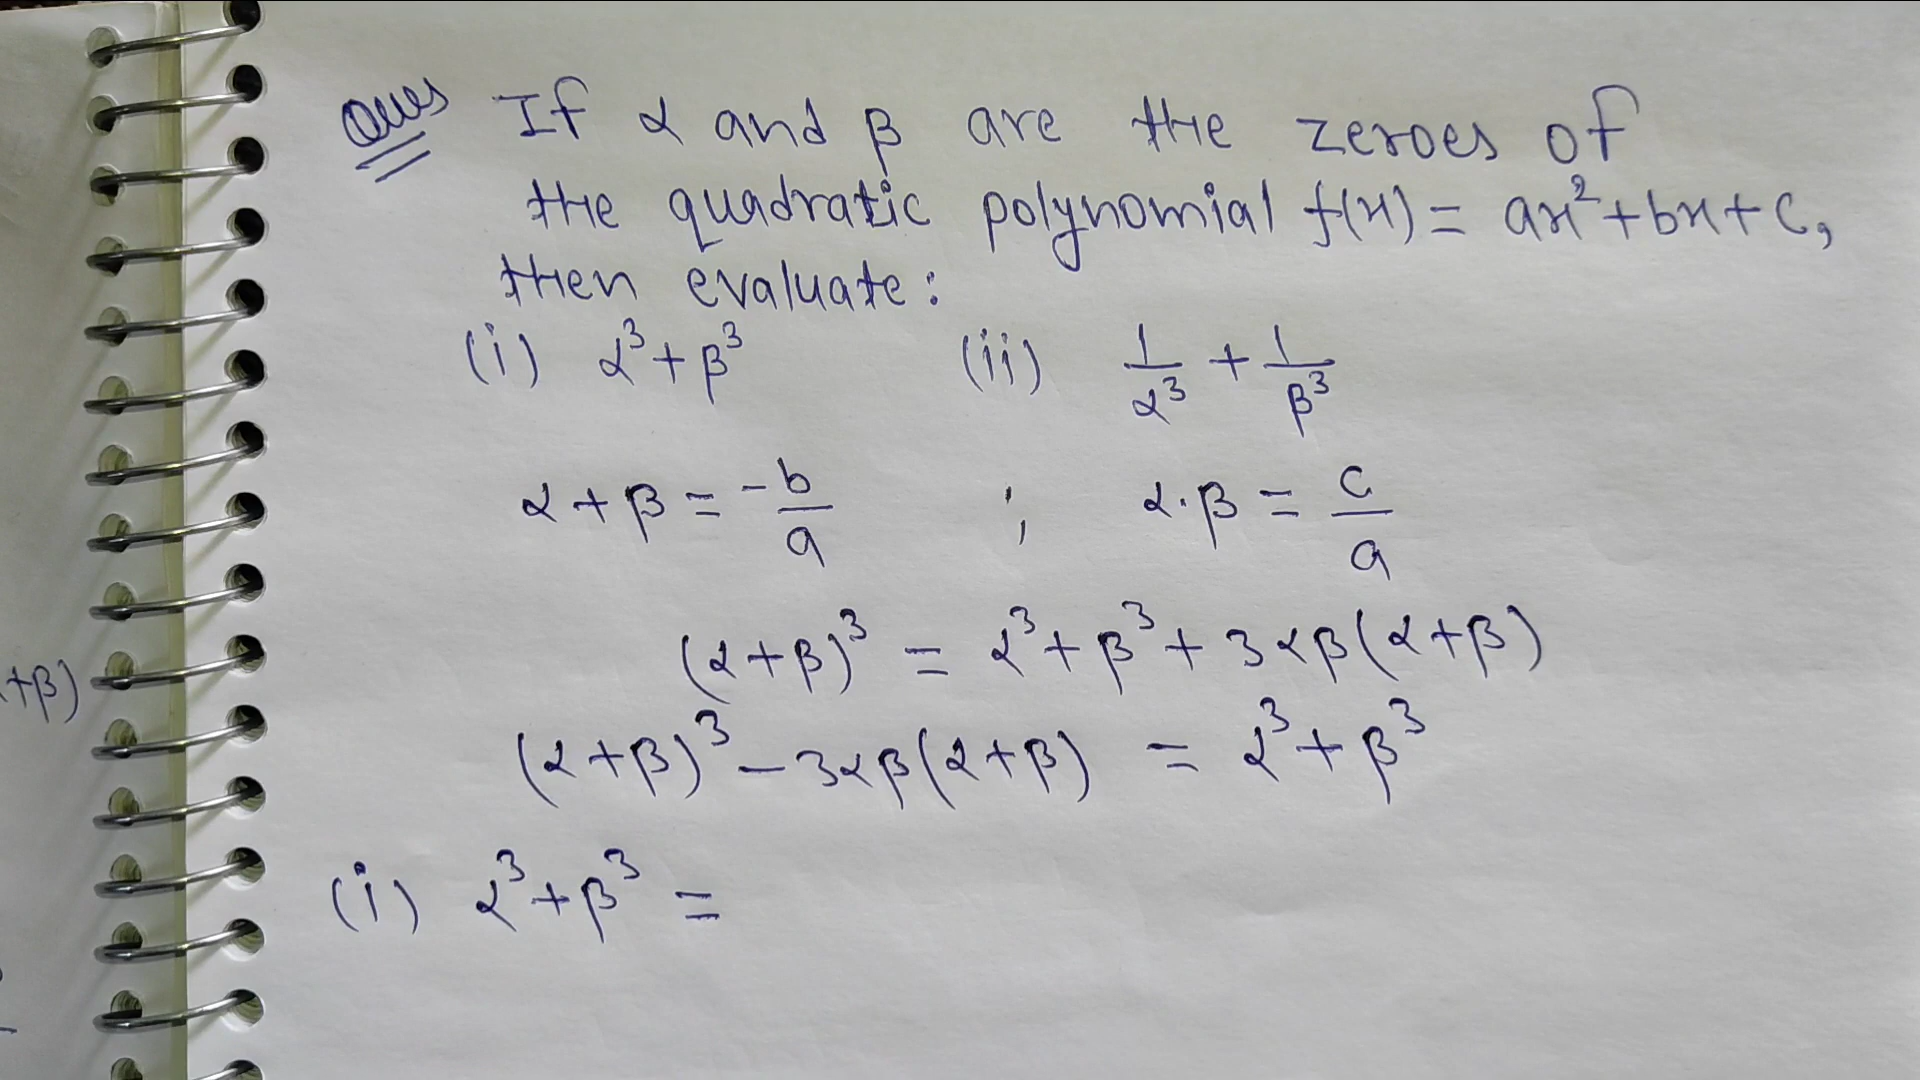 Ques If α and β are the zeroes of
the quadratic polynomial f(x) = ax²+bx+c,
then evaluate:
(i) α³+β³ (ii) 1/α³ + 1/β³
α+β = -b/a ; α.β = c/a
(α+β)³ = α³+β³+3αβ(α+β)
+β)
(α+β)³-3αβ(α+β) = α³+β³
(i) α³+β³ =